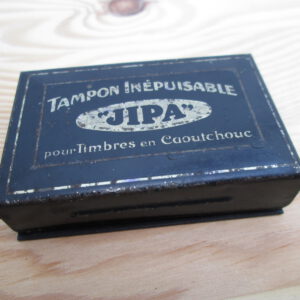 TAMPON INÉPUISABLE
"JIPA"
pour Timbres en Caoutchouc